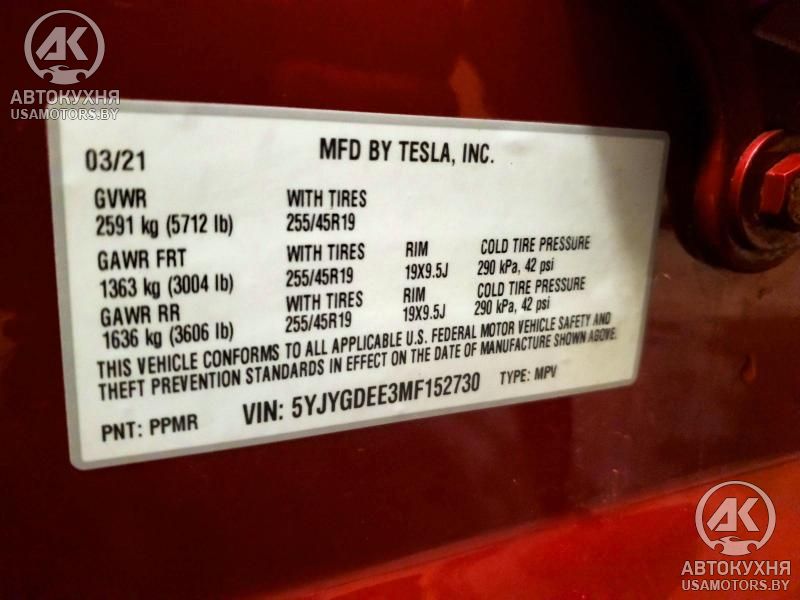 AK
АВТОКУХНЯ
USAMOTORS.BY
03/21 MFD BY TESLA, INC.
GVWR WITH TIRES
2591 kg (5712 lb) 255/45R19
GAWR FRT WITH TIRES RIM COLD TIRE PRESSURE
1363 kg (3004 lb) 255/45R19 19X9.5J 290 kPa, 42 psi
GAWR RR WITH TIRES RIM COLD TIRE PRESSURE
1636 kg (3606 lb) 255/45R19 19X9.5J 290 kPa, 42 psi
THIS VEHICLE CONFORMS TO ALL APPLICABLE U.S. FEDERAL MOTOR VEHICLE SAFETY AND
THEFT PREVENTION STANDARDS IN EFFECT ON THE DATE OF MANUFACTURE SHOWN ABOVE.
PNT: PPMR VIN: 5YJYGDEE3MF152730 TYPE: MPV
AK
АВТОКУХНЯ
USAMOTORS.BY